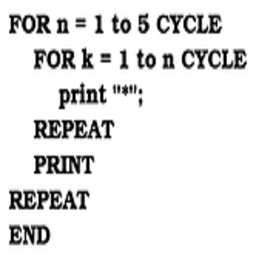 FOR n = 1 to 5 CYCLE
FOR k = 1 to n CYCLE
print "*";
REPEAT
PRINT
REPEAT
END